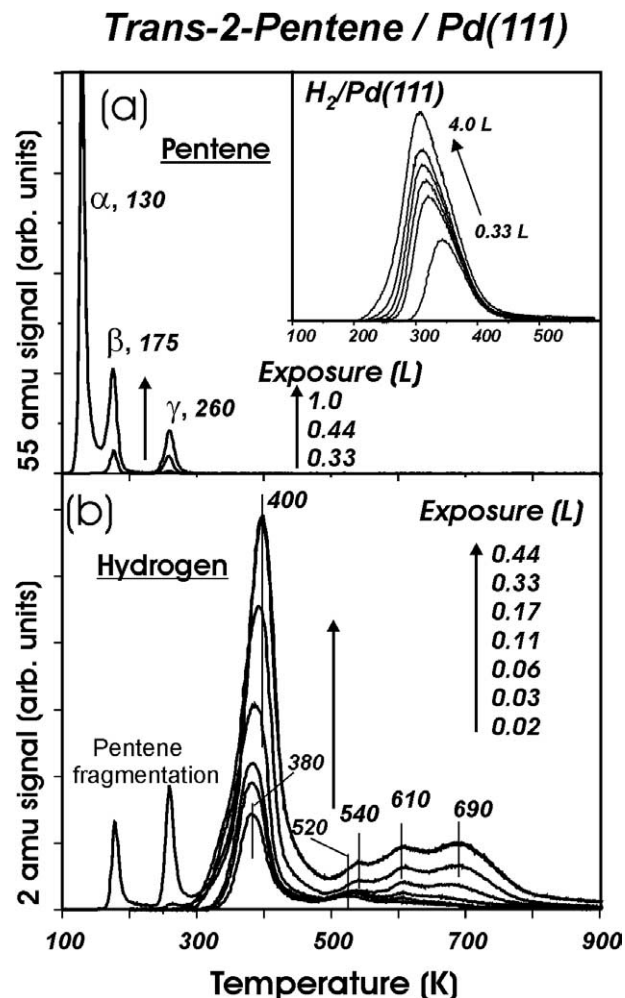 Trans-2-Pentene / Pd(111)
(a)
H2/Pd(111)
Pentene
4.0 L
α, 130
0.33 L
β, 175
100 200 300 400 500
γ, 260
Exposure (L)
1.0
0.44
0.33
55 amu signal (arb. units)
(b)
400
Exposure (L)
Hydrogen
0.44
0.33
0.17
0.11
0.06
0.03
0.02
Pentene
fragmentation
380
520
540
610
690
2 amu signal (arb. units)
100 300 500 700 900
Temperature (K)